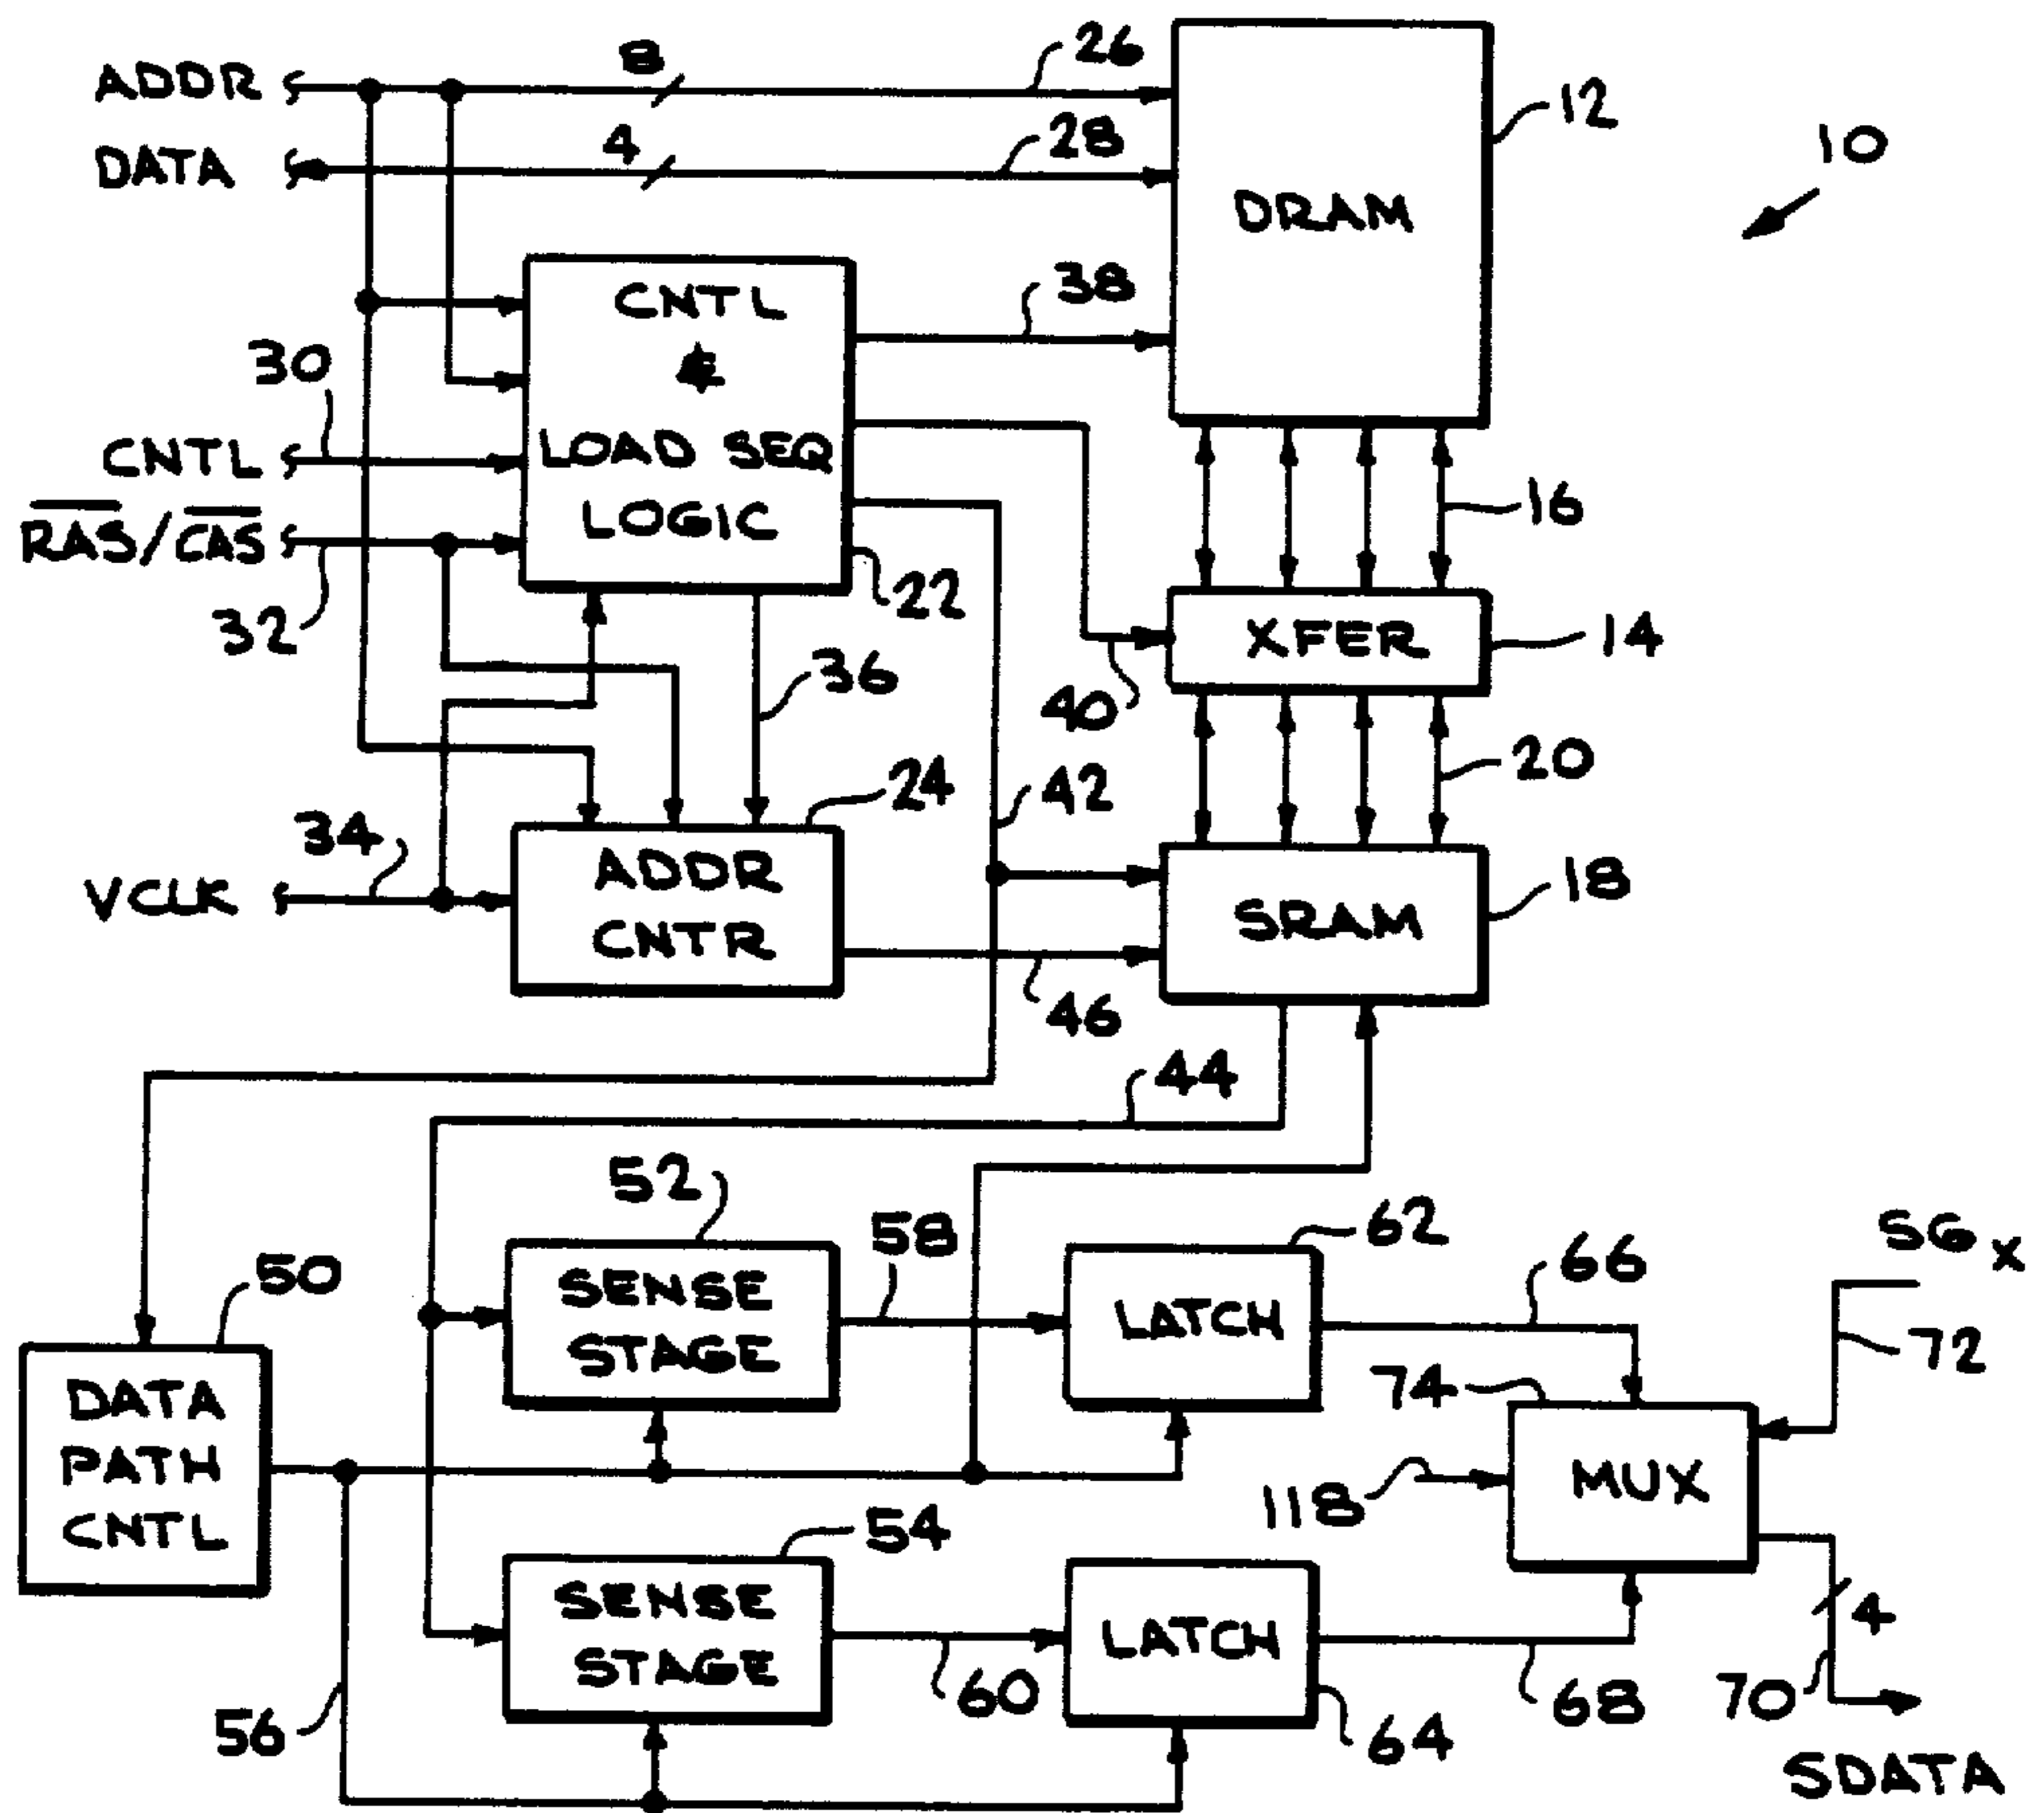 ADDR
8
26
DATA
4
28
12
10
DRAM
CNTL
&
LOAD SEQ
LOGIC
38
30
CNTL
RAS/CAS
32
22
16
XFER
14
36
40
20
24
42
34
VCLK
ADDR
CNTR
SRAM
18
46
44
52
58
62
66
SGx
50
SENSE
STAGE
LATCH
72
74
DATA
PATH
CNTL
118
MUX
54
SENSE
STAGE
LATCH
4
56
60
64
68
70
SDATA